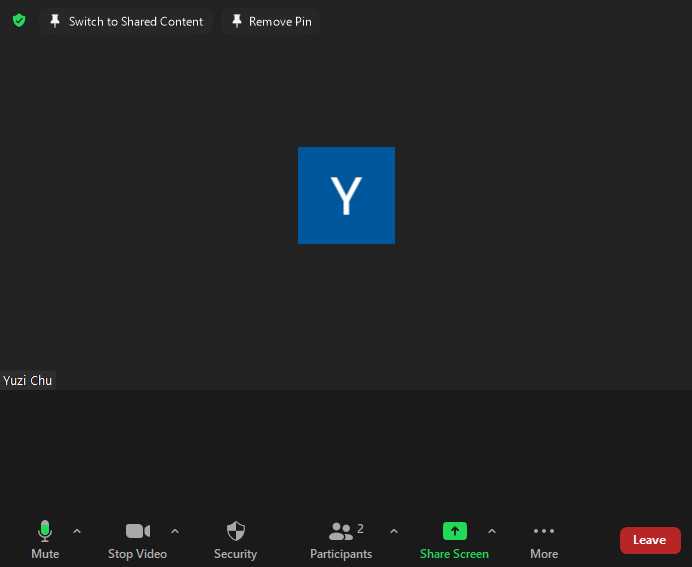 Switch to Shared Content
Remove Pin
Y
Yuzi Chu
2
Mute
Stop Video
Security
Participants
Share Screen
More
Leave